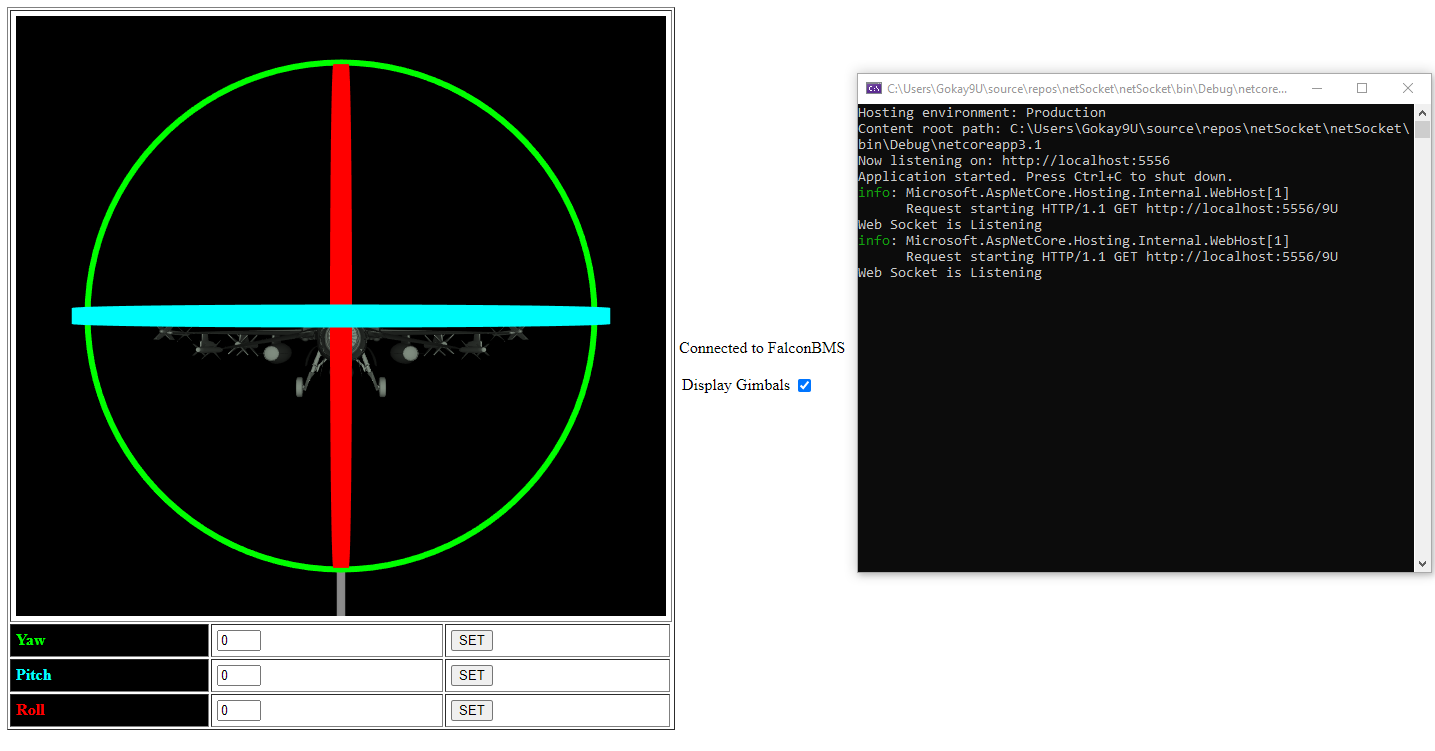 Connected to FalconBMS
Display Gimbals
Yaw
0
SET
Pitch
0
SET
Roll
0
SET
C:\Users\Gokay9U\source\repos\netSocket\netSocket\bin\Debug\netcore...
Hosting environment: Production
Content root path: C:\Users\Gokay9U\source\repos\netSocket\netSocket\
bin\Debug\netcoreapp3.1
Now listening on: http://localhost:5556
Application started. Press Ctrl+C to shut down.
info: Microsoft.AspNetCore.Hosting.Internal.WebHost[1]
Request starting HTTP/1.1 GET http://localhost:5556/9U
Web Socket is Listening
info: Microsoft.AspNetCore.Hosting.Internal.WebHost[1]
Request starting HTTP/1.1 GET http://localhost:5556/9U
Web Socket is Listening